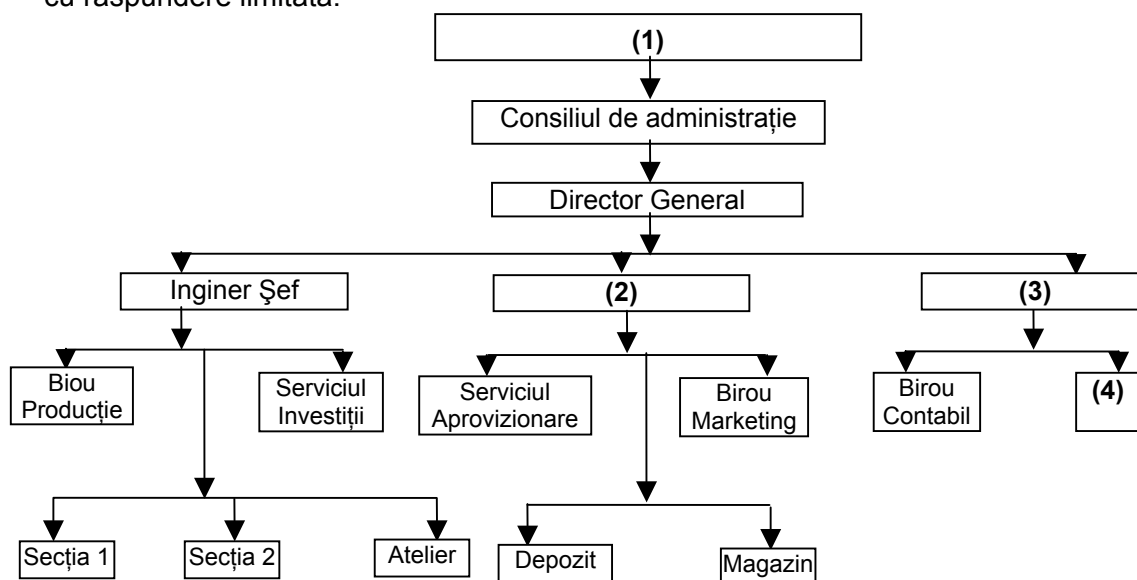 cu răspundere limitată.
(1)
Consiliul de administrație
Director General
Inginer Şef
(2)
(3)
Biou
Producție
Serviciul
Investiții
Serviciul
Aprovizionare
Birou
Marketing
Birou
Contabil
(4)
Secția 1
Secția 2
Atelier
Depozit
Magazin